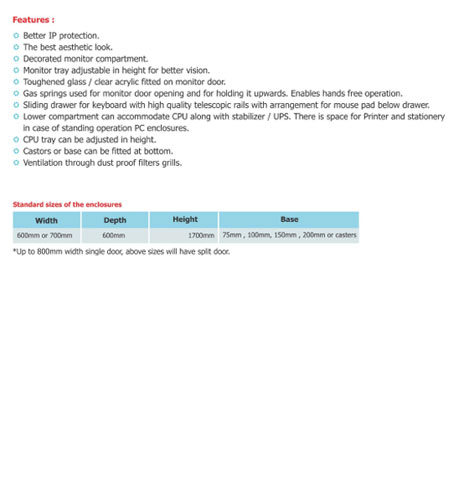 Features :
Better IP protection.
The best aesthetic look.
Decorated monitor compartment.
Monitor tray adjustable in height for better vision.
Toughened glass / clear acrylic fitted on monitor door.
Gas springs used for monitor door opening and for holding it upwards. Enables hands free operation.
Sliding drawer for keyboard with high quality telescopic rails with arrangement for mouse pad below drawer.
Lower compartment can accommodate CPU along with stabilizer / UPS. There is space for Printer and stationery
in case of standing operation PC enclosures.
CPU tray can be adjusted in height.
Castors or base can be fitted at bottom.
Ventilation through dust proof filters grills.
Standard sizes of the enclosures
Width Depth Height Base
600mm or 700mm 600mm 1700mm 75mm , 100mm, 150mm , 200mm or casters
*Up to 800mm width single door, above sizes will have split door.